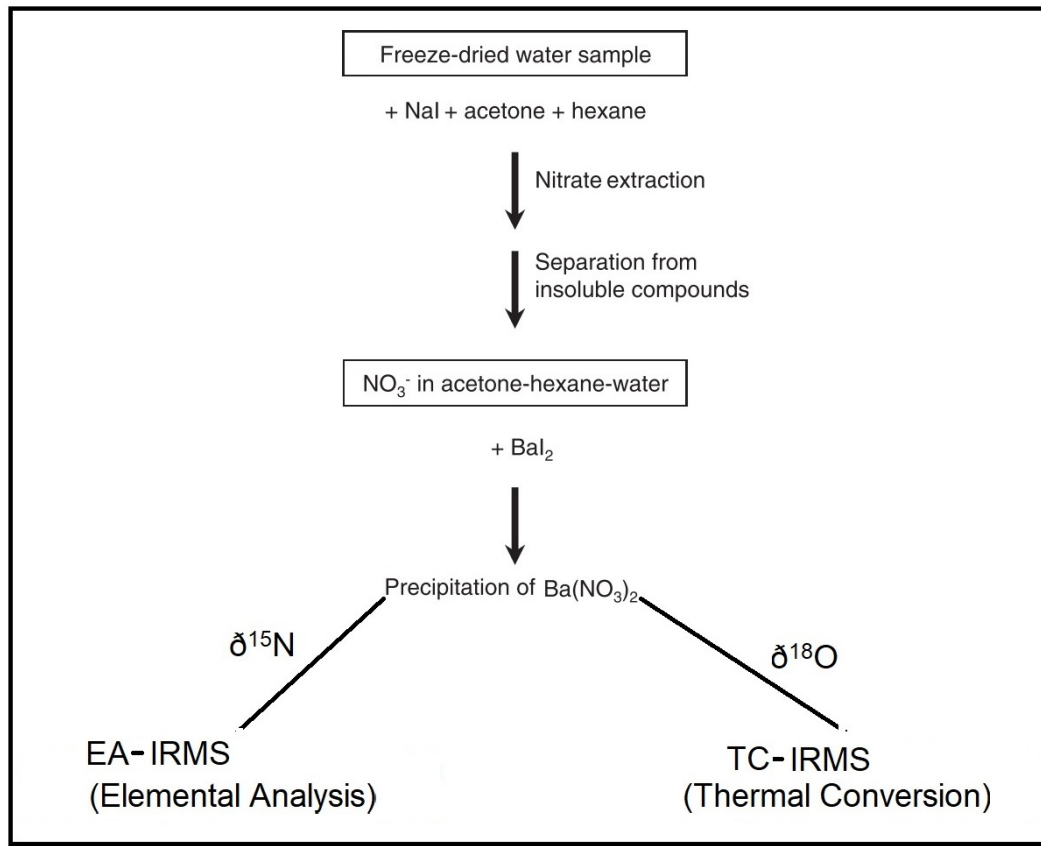 Freeze-dried water sample
+ NaI + acetone + hexane
Nitrate extraction
Separation from
insoluble compounds
NO₃⁻ in acetone-hexane-water
+ BaI₂
Precipitation of Ba(NO₃)₂
ð¹⁵N
ð¹⁸O
EA-IRMS
(Elemental Analysis)
TC-IRMS
(Thermal Conversion)